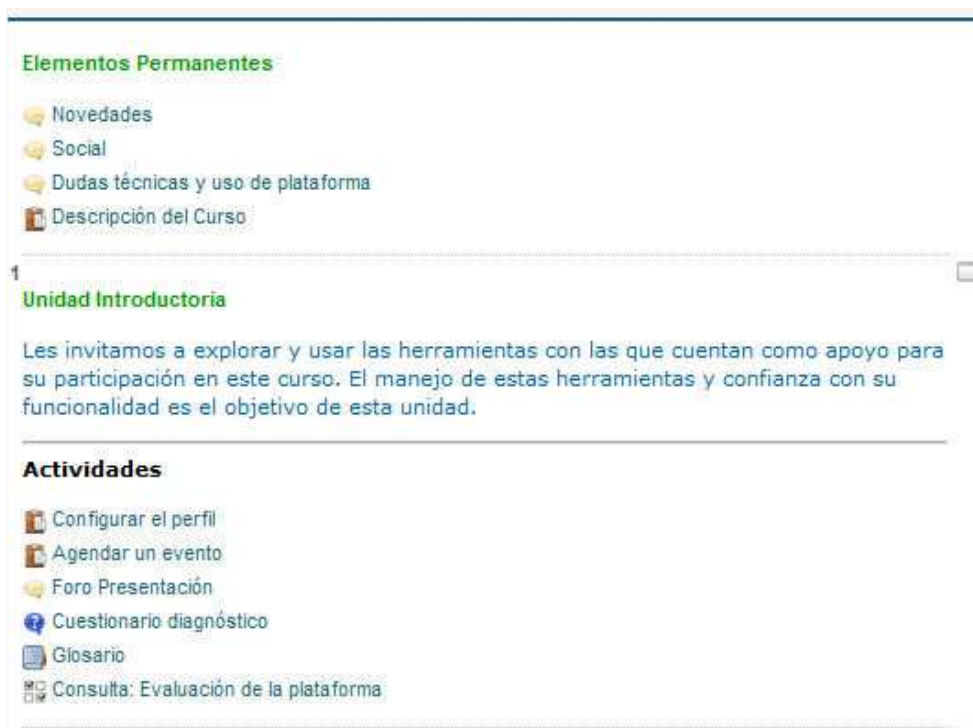 Elementos Permanentes
Novedades
Social
Dudas técnicas y uso de plataforma
Descripción del Curso
1
Unidad Introductoria
Les invitamos a explorar y usar las herramientas con las que cuentan como apoyo para
su participación en este curso. El manejo de estas herramientas y confianza con su
funcionalidad es el objetivo de esta unidad.
Actividades
Configurar el perfil
Agendar un evento
Foro Presentación
Cuestionario diagnóstico
Glosario
Consulta: Evaluación de la plataforma